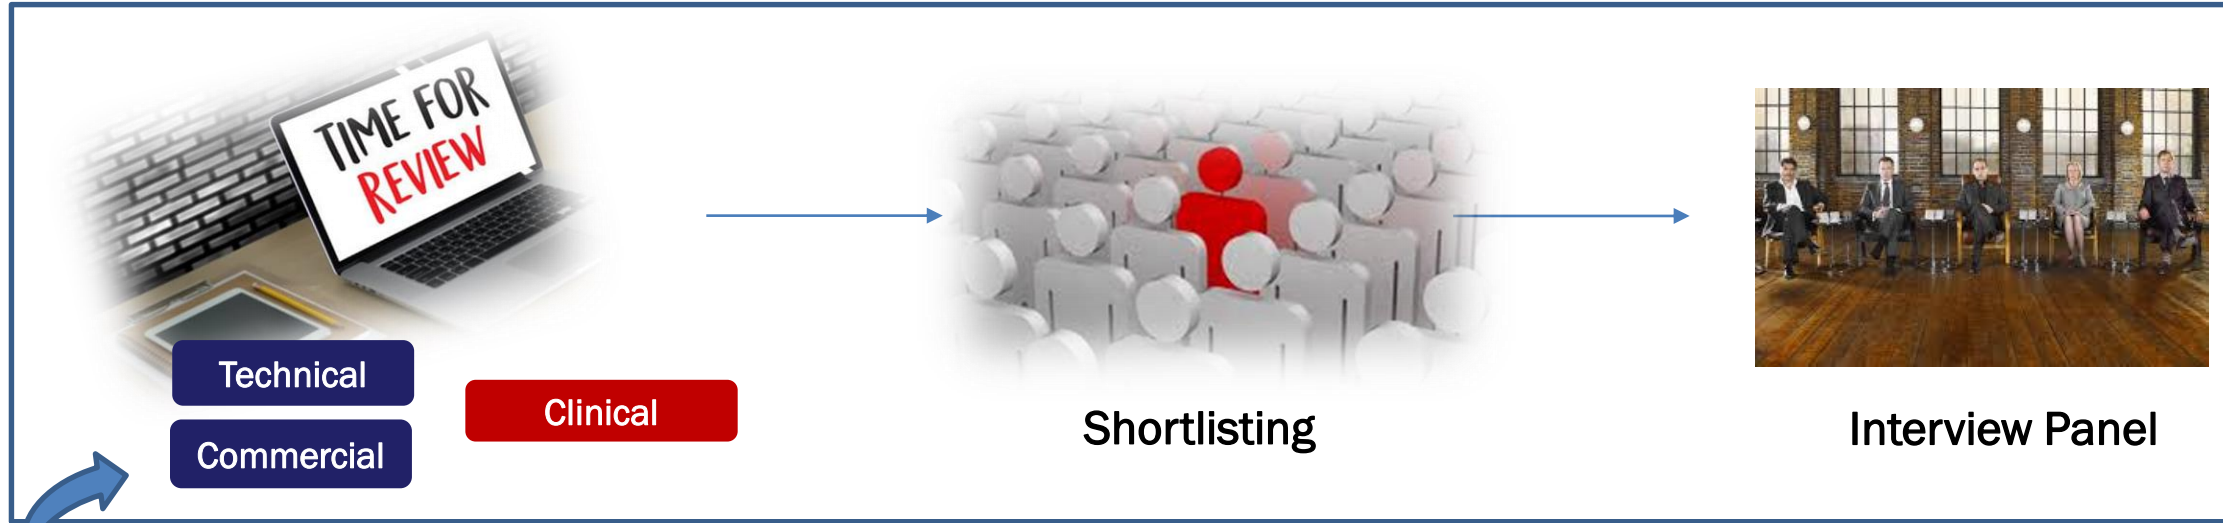 TIME FOR
REVIEW
Technical
Commercial
Clinical
Shortlisting
Interview Panel